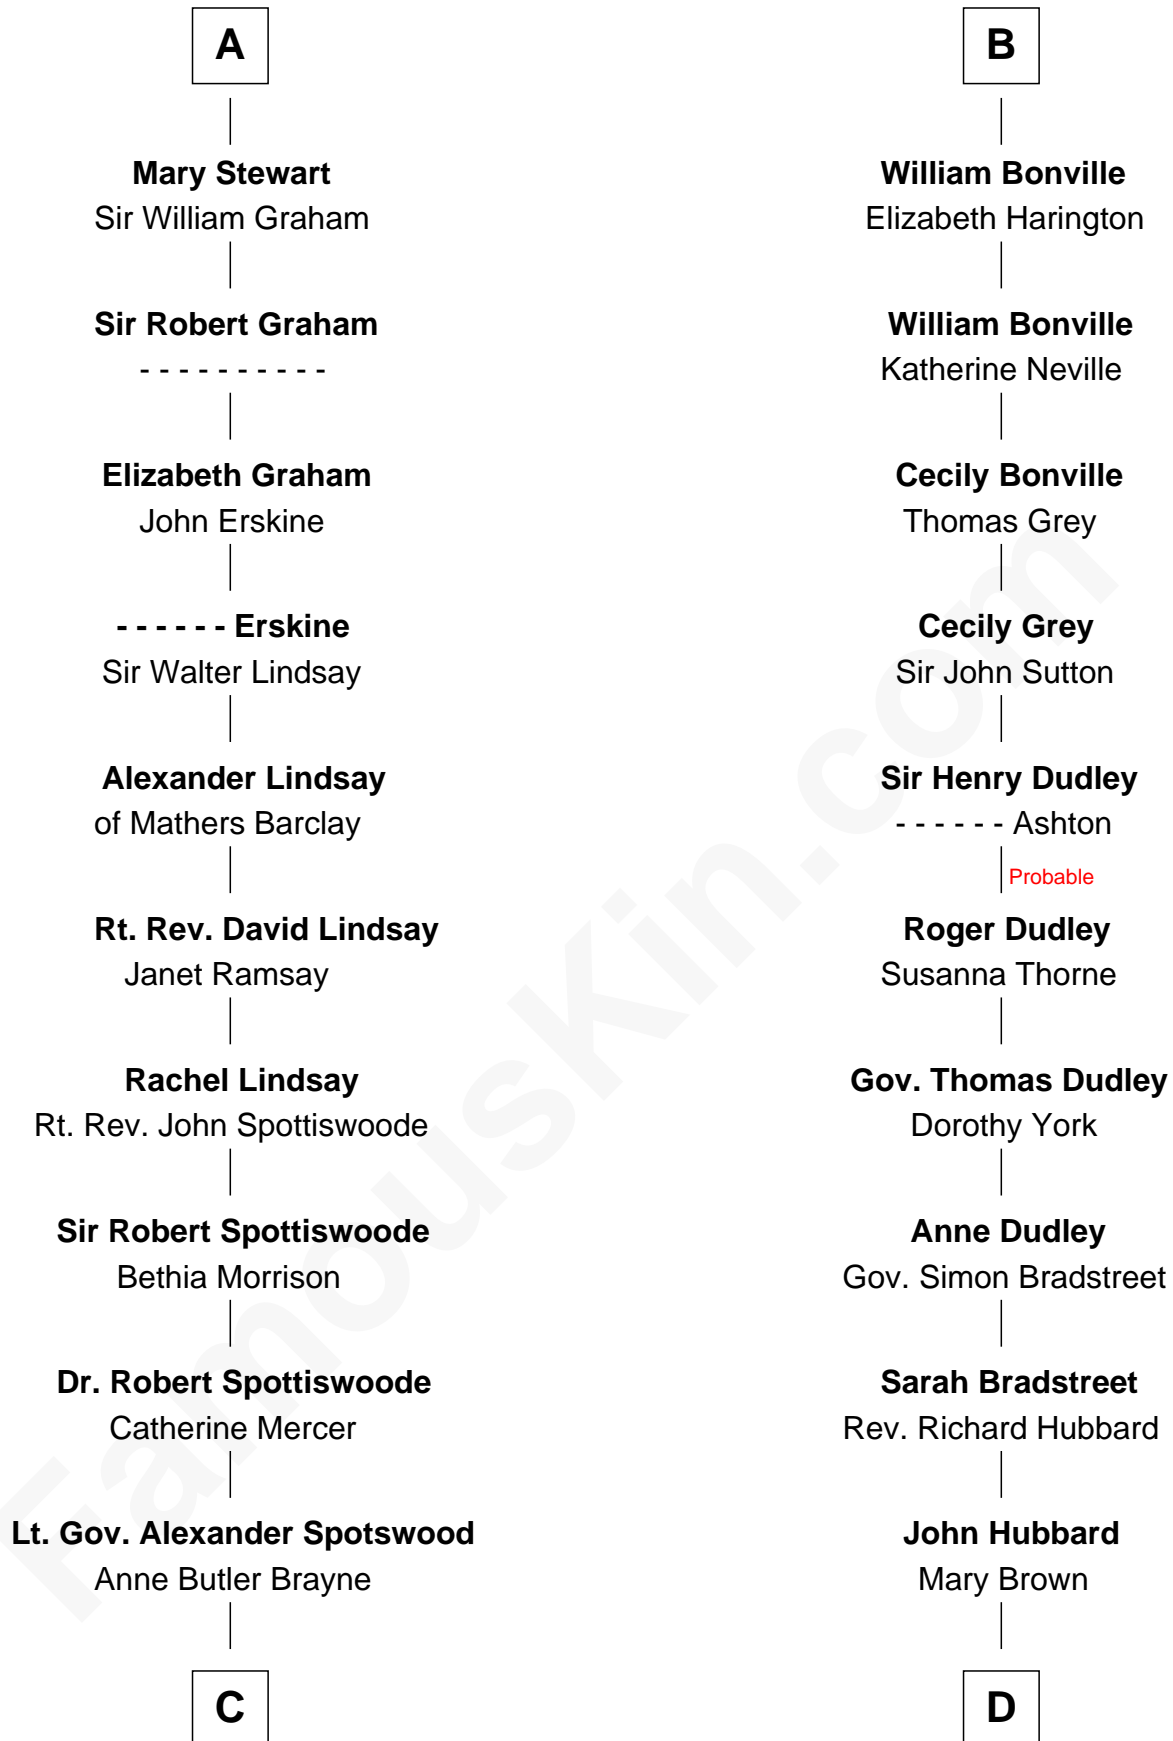 A
Mary Stewart
Sir William Graham
Sir Robert Graham
- - - - - - - - - -
Elizabeth Graham
John Erskine
- - - - - - Erskine
Sir Walter Lindsay
Alexander Lindsay
of Mathers Barclay
Rt. Rev. David Lindsay
Janet Ramsay
Rachel Lindsay
Rt. Rev. John Spottiswoode
Sir Robert Spottiswoode
Bethia Morrison
Dr. Robert Spottiswoode
Catherine Mercer
Lt. Gov. Alexander Spotswood
Anne Butler Brayne
C
B
William Bonville
Elizabeth Harington
William Bonville
Katherine Neville
Cecily Bonville
Thomas Grey
Cecily Grey
Sir John Sutton
Sir Henry Dudley
- - - - - - Ashton
Probable
Roger Dudley
Susanna Thorne
Gov. Thomas Dudley
Dorothy York
Anne Dudley
Gov. Simon Bradstreet
Sarah Bradstreet
Rev. Richard Hubbard
John Hubbard
Mary Brown
D
FamousKin.com